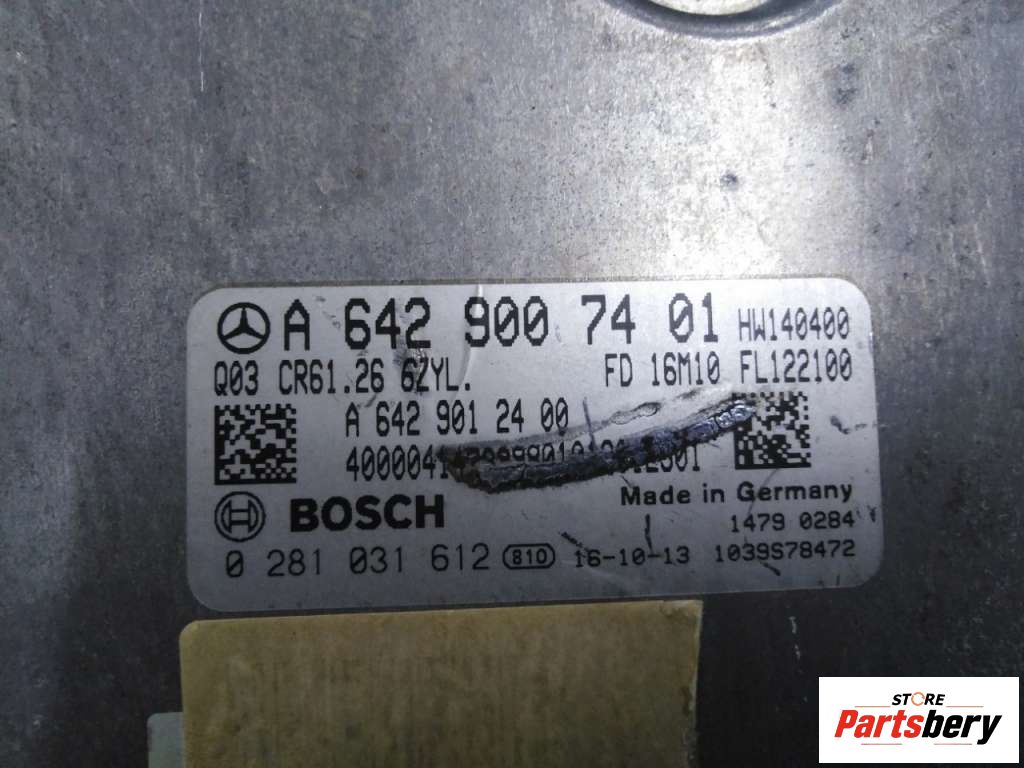 A 642 900 74 01 HW140400
Q03 CR61.26 6ZYL. FD 16M10 FL122100
A 642 901 24 00
BOSCH
Made in Germany
1479 0284
0 281 031 612 810 16-10-13 1039S78472
STORE
Partsbery